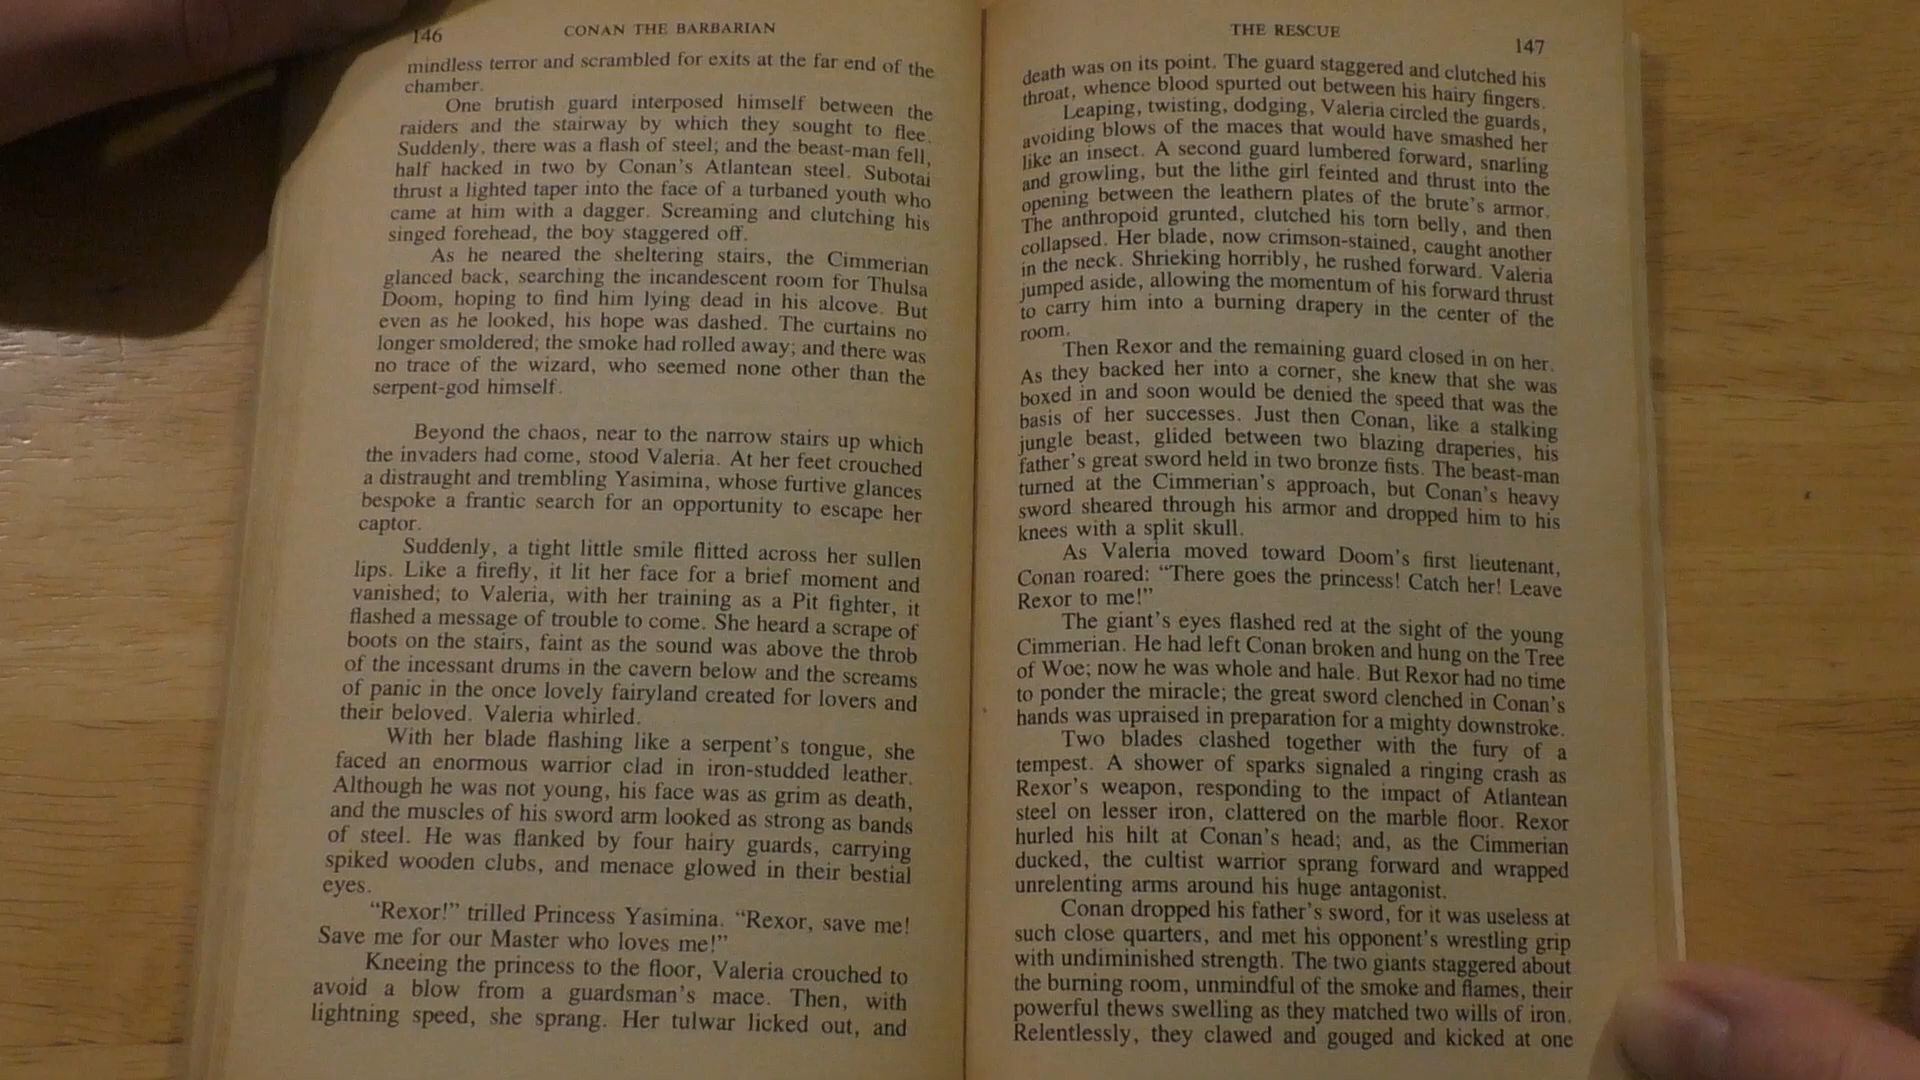 146
CONAN THE BARBARIAN
mindless terror and scrambled for exits at the far end of the
chamber.
One brutish guard interposed himself between the
raiders and the stairway by which they sought to flee.
Suddenly, there was a flash of steel; and the beast-man fell,
half hacked in two by Conan's Atlantean steel. Subotai
thrust a lighted taper into the face of a turbaned youth who
came at him with a dagger. Screaming and clutching his
singed forehead, the boy staggered off.
As he neared the sheltering stairs, the Cimmerian
glanced back, searching the incandescent room for Thulsa
Doom, hoping to find him lying dead in his alcove. But
even as he looked, his hope was dashed. The curtains no
longer smoldered; the smoke had rolled away; and there was
no trace of the wizard, who seemed none other than the
serpent-god himself.
Beyond the chaos, near to the narrow stairs up which
the invaders had come, stood Valeria. At her feet crouched
a distraught and trembling Yasimina, whose furtive glances
bespoke a frantic search for an opportunity to escape her
captor.
Suddenly, a tight little smile flitted across her sullen
lips. Like a firefly, it lit her face for a brief moment and
vanished; to Valeria, with her training as a Pit fighter, it
flashed a message of trouble to come. She heard a scrape of
boots on the stairs, faint as the sound was above the throb
of the incessant drums in the cavern below and the screams
of panic in the once lovely fairyland created for lovers and
their beloved. Valeria whirled.
With her blade flashing like a serpent's tongue, she
faced an enormous warrior clad in iron-studded leather.
Although he was not young, his face was as grim as death,
and the muscles of his sword arm looked as strong as bands
of steel. He was flanked by four hairy guards, carrying
spiked wooden clubs, and menace glowed in their bestial
eyes.
“Rexor!” trilled Princess Yasimina. “Rexor, save me!
Save me for our Master who loves me!”
Kneeing the princess to the floor, Valeria crouched to
avoid a blow from a guardsman's mace. Then, with
lightning speed, she sprang. Her tulwar licked out, and
THE RESCUE
147
death was on its point. The guard staggered and clutched his
throat, whence blood spurted out between his hairy fingers.
Leaping, twisting, dodging, Valeria circled the guards,
avoiding blows of the maces that would have smashed her
like an insect. A second guard lumbered forward, snarling
and growling, but the lithe girl feinted and thrust into the
opening between the leathern plates of the brute's armor.
The anthropoid grunted, clutched his torn belly, and then
collapsed. Her blade, now crimson-stained, caught another
in the neck. Shrieking horribly, he rushed forward. Valeria
jumped aside, allowing the momentum of his forward thrust
to carry him into a burning drapery in the center of the
room.
Then Rexor and the remaining guard closed in on her.
As they backed her into a corner, she knew that she was
boxed in and soon would be denied the speed that was the
basis of her successes. Just then Conan, like a stalking
jungle beast, glided between two blazing draperies, his
father's great sword held in two bronze fists. The beast-man
turned at the Cimmerian's approach, but Conan's heavy
sword sheared through his armor and dropped him to his
knees with a split skull.
As Valeria moved toward Doom's first lieutenant,
Conan roared: “There goes the princess! Catch her! Leave
Rexor to me!”
The giant's eyes flashed red at the sight of the young
Cimmerian. He had left Conan broken and hung on the Tree
of Woe; now he was whole and hale. But Rexor had no time
to ponder the miracle; the great sword clenched in Conan's
hands was upraised in preparation for a mighty downstroke.
Two blades clashed together with the fury of a
tempest. A shower of sparks signaled a ringing crash as
Rexor's weapon, responding to the impact of Atlantean
steel on lesser iron, clattered on the marble floor. Rexor
hurled his hilt at Conan's head; and, as the Cimmerian
ducked, the cultist warrior sprang forward and wrapped
unrelenting arms around his huge antagonist.
Conan dropped his father's sword, for it was useless at
such close quarters, and met his opponent's wrestling grip
with undiminished strength. The two giants staggered about
the burning room, unmindful of the smoke and flames, their
powerful thews swelling as they matched two wills of iron.
Relentlessly, they clawed and gouged and kicked at one